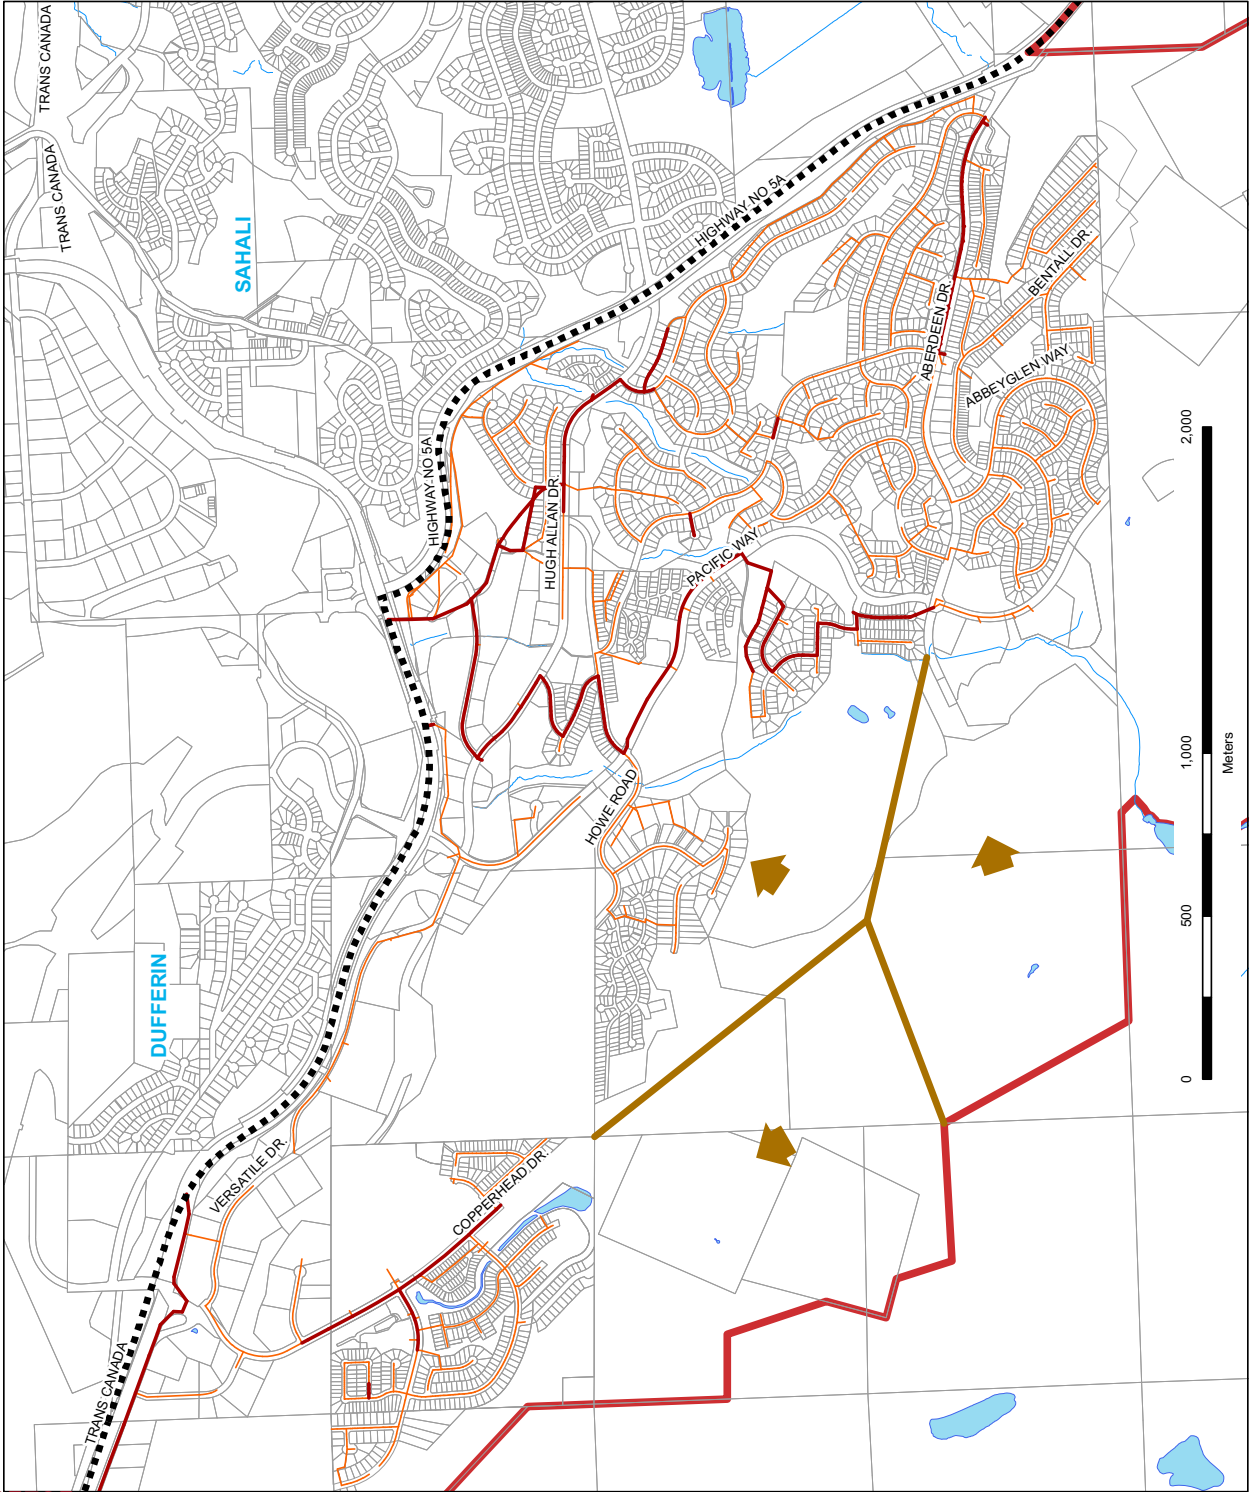 TRANS CANADA
TRANS CANADA
SAHALI
HIGHWAY NO 5A
HIGHWAY NO 5A
BENTALL DR.
ABERDEEN DR.
ABBEYGLEN WAY
HUGH ALLAN DR.
PACIFIC WAY
HOWE ROAD
DUFFERIN
VERSATILE DR.
COPPERHEAD DR.
TRANS CANADA
2,000
1,000
500
0
Meters